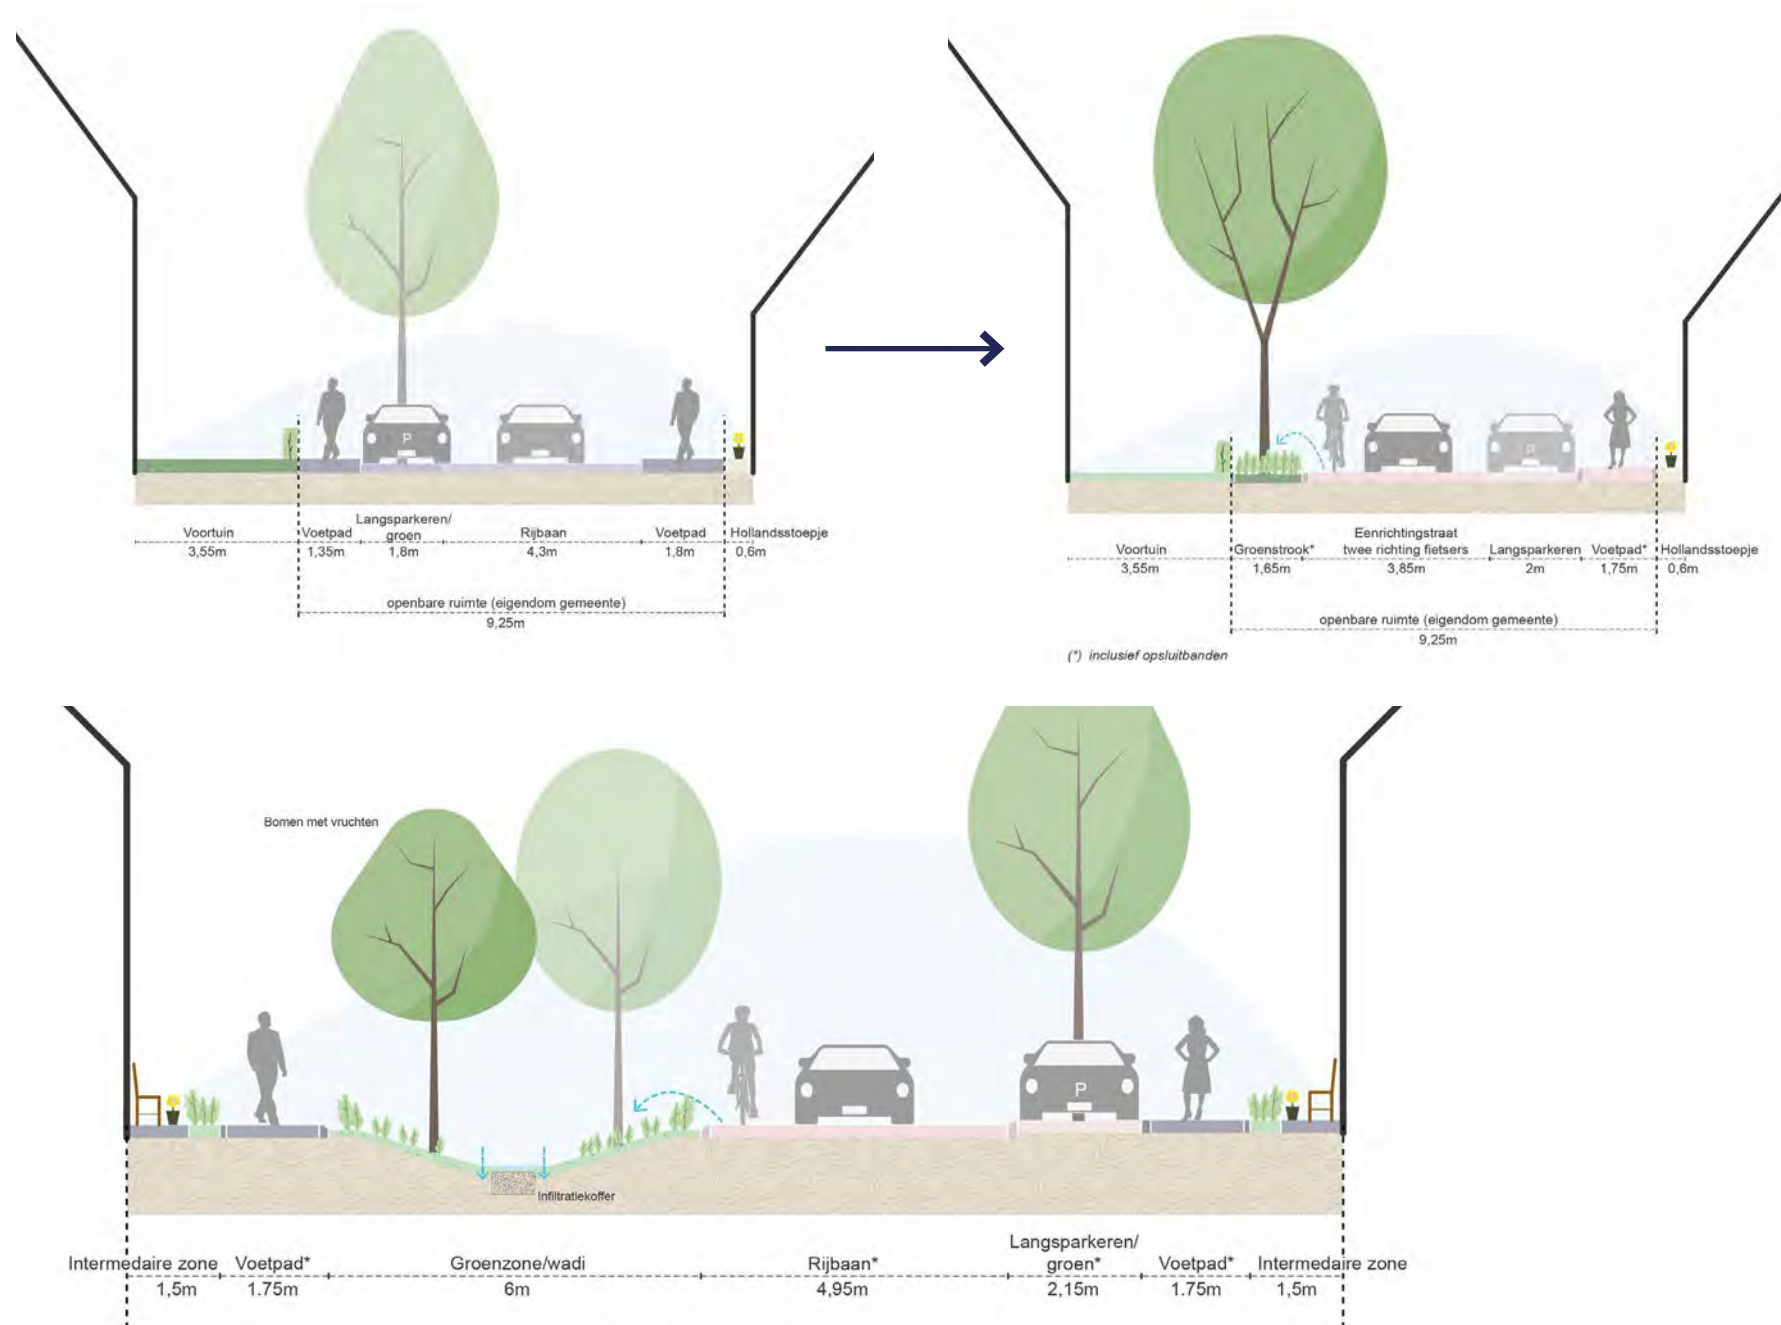 P
Voortuin
3,55m
Voetpad
1,35m
Langsparkeren/
groen
1,8m
Rijbaan
4,3m
Voetpad
1,8m
Hollandsstoepje
0,6m
openbare ruimte (eigendom gemeente)
9,25m
P
Voortuin
3,55m
Groenstrook*
1,65m
Eenrichtingstraat
twee richting fietsers
3,85m
Langsparkeren
2m
Voetpad*
1,75m
Hollandsstoepje
0,6m
openbare ruimte (eigendom gemeente)
9,25m
(*) inclusief opsluitbanden
Bomen met vruchten
P
Infiltratiekoffer
Intermedaire zone
1,5m
Voetpad*
1.75m
Groenzone/wadi
6m
Rijbaan*
4,95m
Langsparkeren/
groen*
2,15m
Voetpad*
1.75m
Intermedaire zone
1,5m